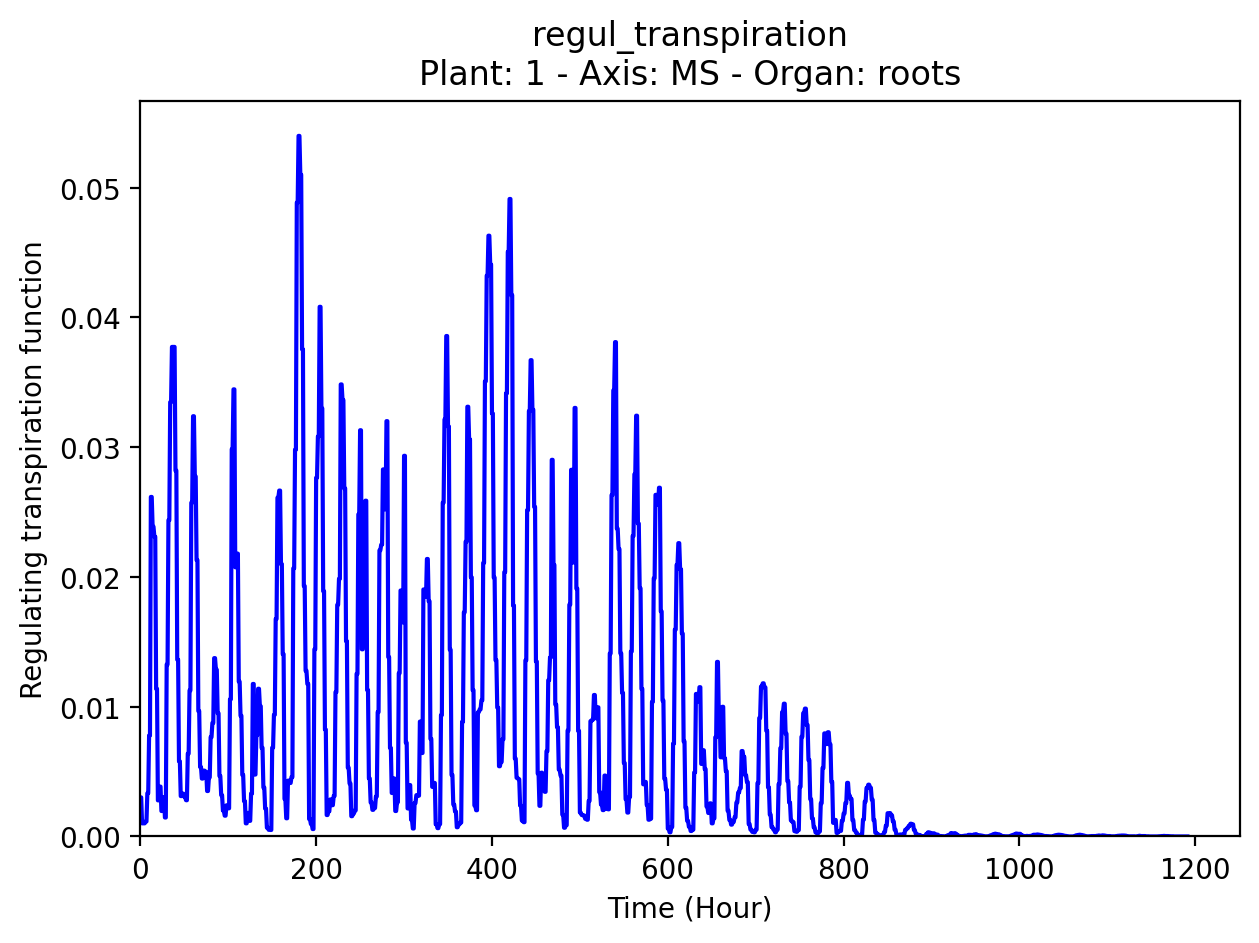 regul_transpiration
Plant: 1 - Axis: MS - Organ: roots
Regulating transpiration function
0.05
0.04
0.03
0.02
0.01
0.00
0 200 400 600 800 1000 1200
Time (Hour)